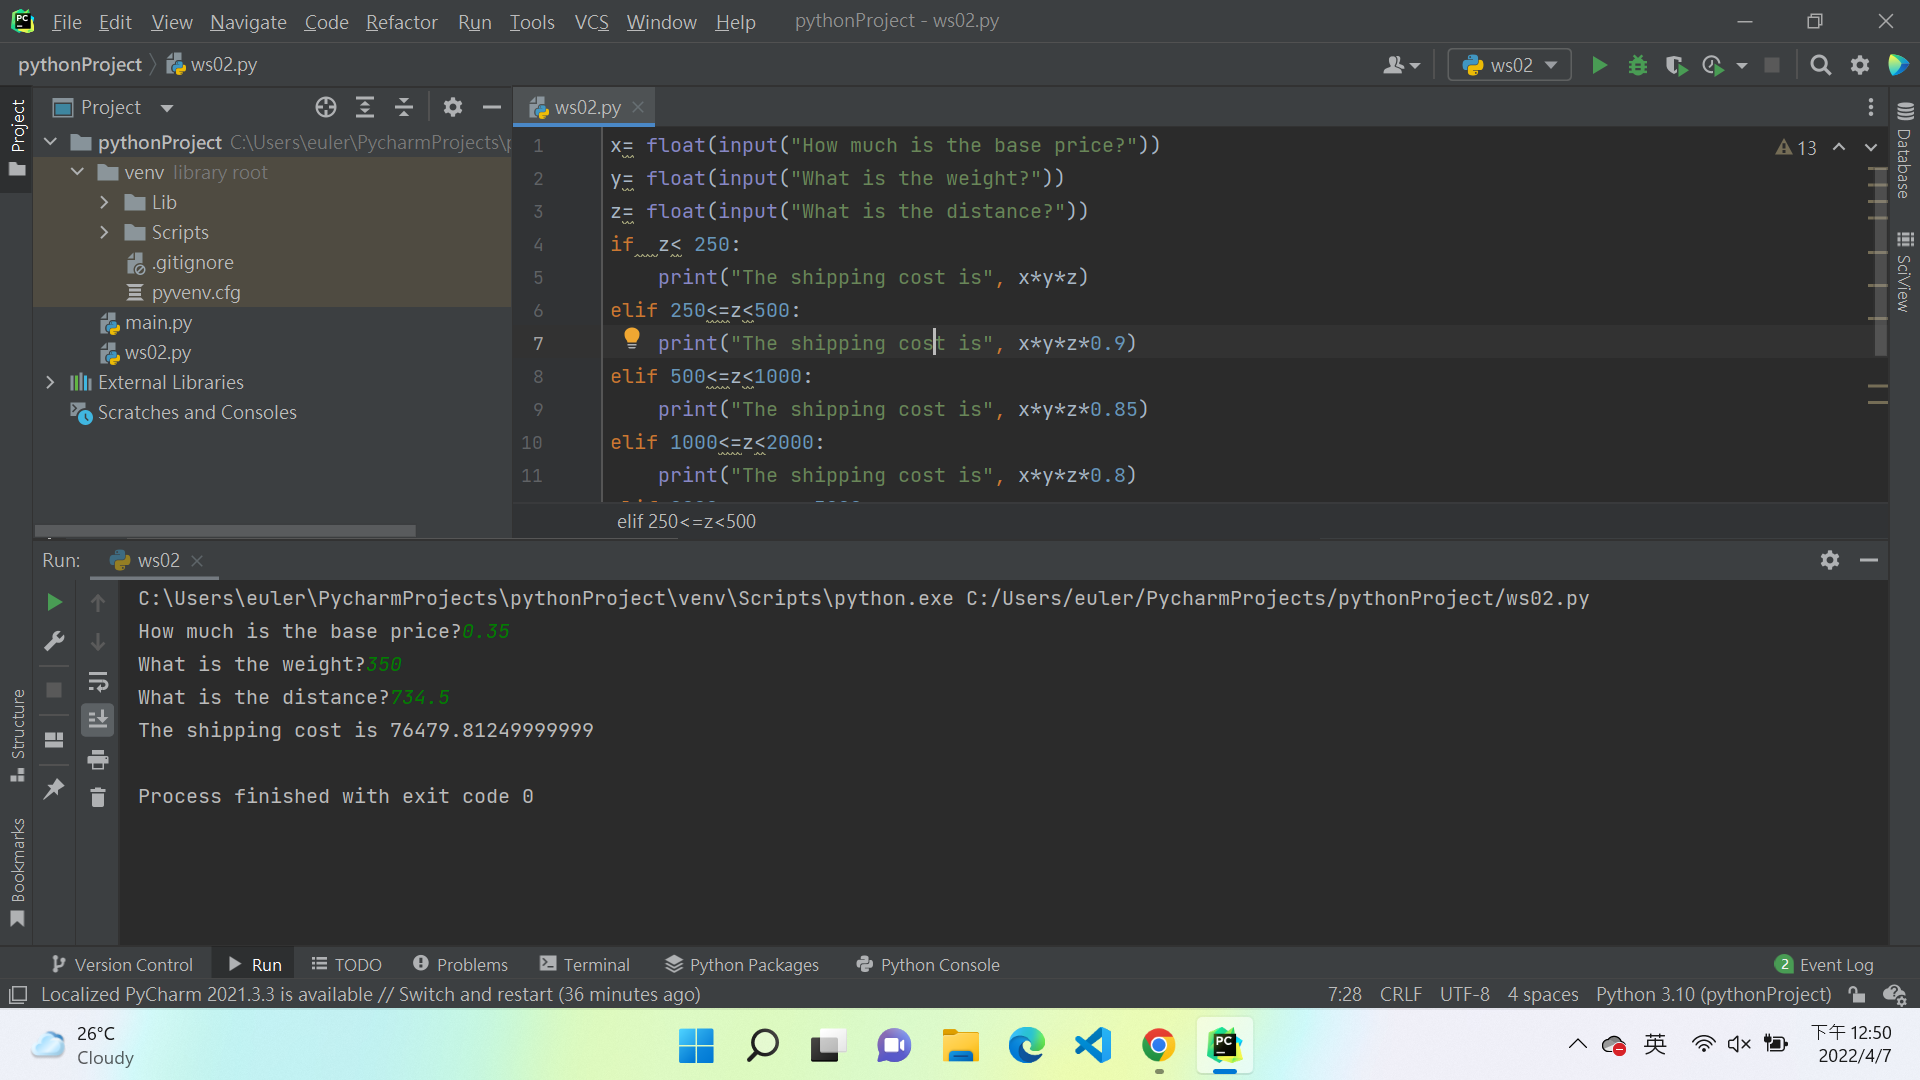 File Edit View Navigate Code Refactor Run Tools VCS Window Help pythonProject - ws02.py
pythonProject ws02.py
ws02
Project
ws02.py
pythonProject C:\Users\euler\PycharmProjects\
venv library root
Lib
Scripts
.gitignore
pyvenv.cfg
main.py
ws02.py
External Libraries
Scratches and Consoles
1 x= float(input("How much is the base price?"))
2 y= float(input("What is the weight?"))
3 z= float(input("What is the distance?"))
4 if  z< 250:
5 print("The shipping cost is", x*y*z)
6 elif 250<=z<500:
7 print("The shipping cost is", x*y*z*0.9)
8 elif 500<=z<1000:
9 print("The shipping cost is", x*y*z*0.85)
10 elif 1000<=z<2000:
11 print("The shipping cost is", x*y*z*0.8)
13
elif 250<=z<500
Project
Structure
Bookmarks
Database
SciView
Run: ws02
C:\Users\euler\PycharmProjects\pythonProject\venv\Scripts\python.exe C:/Users/euler/PycharmProjects/pythonProject/ws02.py
How much is the base price?0.35
What is the weight?350
What is the distance?734.5
The shipping cost is 76479.81249999999
Process finished with exit code 0
Version Control Run TODO Problems Terminal Python Packages Python Console 2 Event Log
Localized PyCharm 2021.3.3 is available // Switch and restart (36 minutes ago) 7:28 CRLF UTF-8 4 spaces Python 3.10 (pythonProject)
26°C
Cloudy
PC
英
下午 12:50
2022/4/7